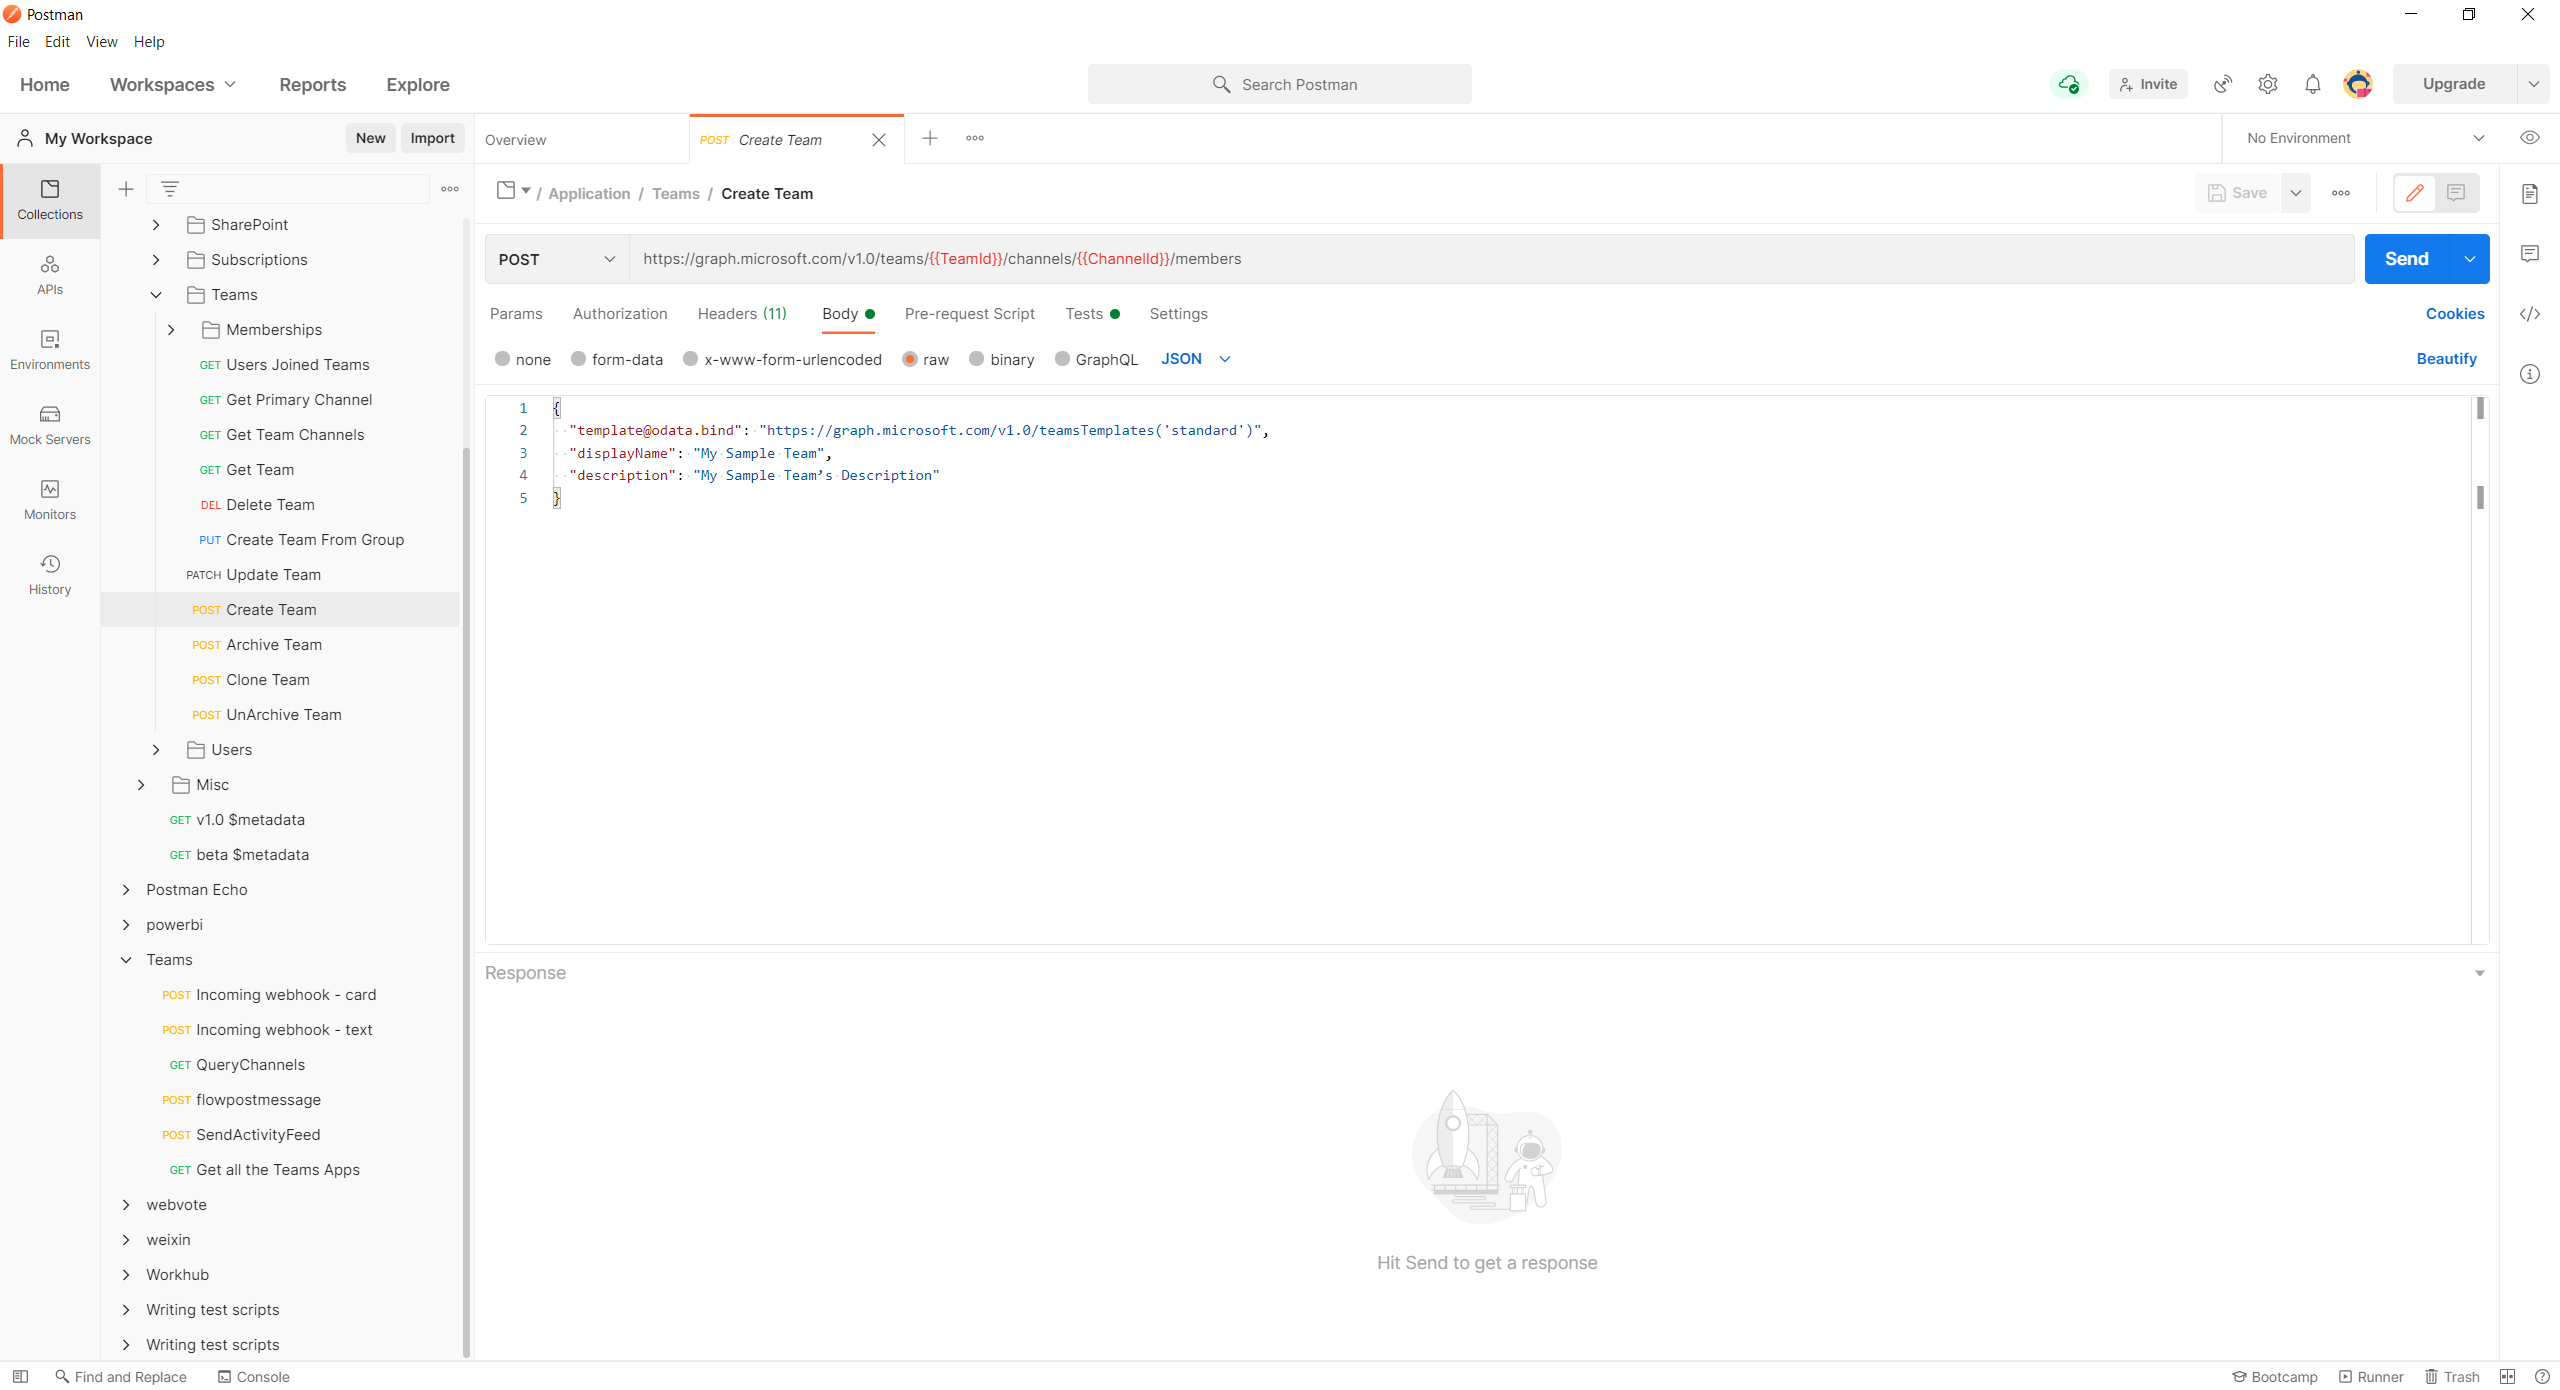 Postman
File Edit View Help
Home Workspaces Reports Explore
Search Postman
Invite
Upgrade
My Workspace
New Import
Overview
POST Create Team
No Environment
Collections
APIs
Environments
Mock Servers
Monitors
History
SharePoint
Subscriptions
Teams
Memberships
GET Users Joined Teams
GET Get Primary Channel
GET Get Team Channels
GET Get Team
DEL Delete Team
PUT Create Team From Group
PATCH Update Team
POST Create Team
POST Archive Team
POST Clone Team
POST UnArchive Team
Users
Misc
GET v1.0 $metadata
GET beta $metadata
Postman Echo
powerbi
Teams
POST Incoming webhook - card
POST Incoming webhook - text
GET QueryChannels
POST flowpostmessage
POST SendActivityFeed
GET Get all the Teams Apps
webvote
weixin
Workhub
Writing test scripts
Writing test scripts
/ Application / Teams / Create Team
Save
POST https://graph.microsoft.com/v1.0/teams/{{TeamId}}/channels/{{ChannelId}}/members
Send
Params Authorization Headers (11) Body Pre-request Script Tests Settings
Cookies
none form-data x-www-form-urlencoded raw binary GraphQL JSON
Beautify
1 {
2 "template@odata.bind": "https://graph.microsoft.com/v1.0/teamsTemplates('standard')",
3 "displayName": "My Sample Team",
4 "description": "My Sample Team’s Description"
5 }
Response
Hit Send to get a response
Find and Replace Console
Bootcamp Runner Trash